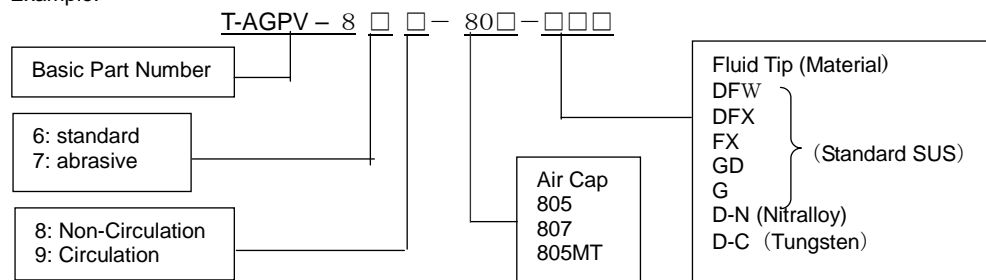 Example:
T-AGPV – 8 □ □ － 80□－□□□
Basic Part Number
6: standard
7: abrasive
8: Non-Circulation
9: Circulation
Air Cap
805
807
805MT
Fluid Tip (Material)
DFW
DFX
FX
GD
G
(Standard SUS)
D-N (Nitralloy)
D-C (Tungsten)